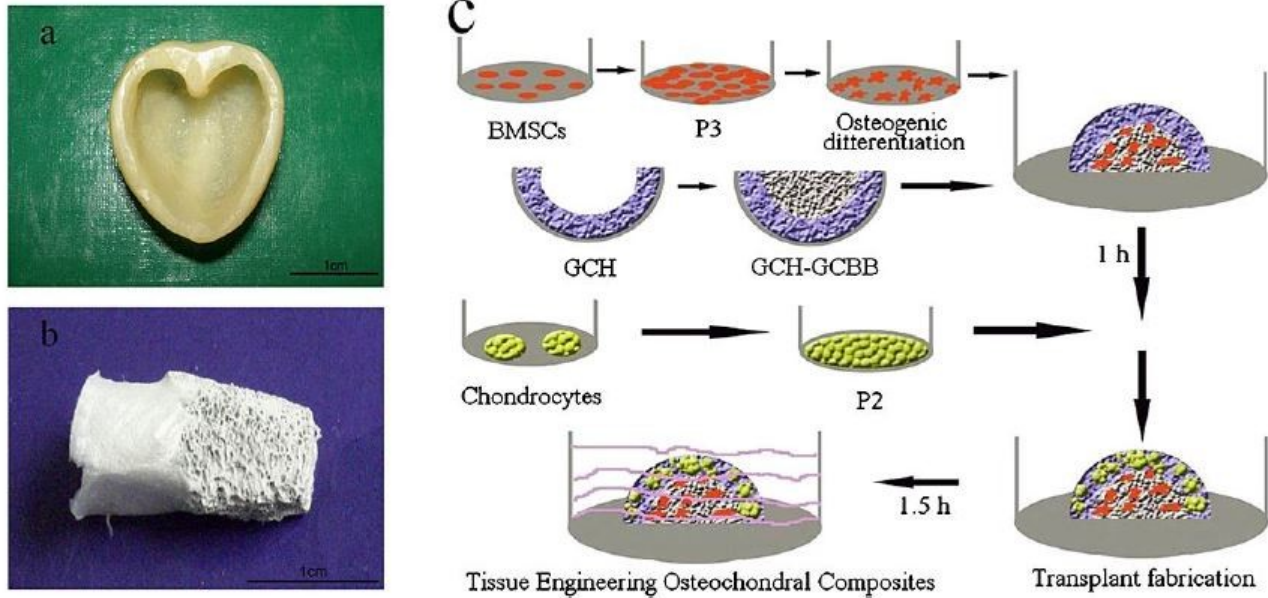 a
1cm
b
1cm
c
BMSCs
P3
Osteogenic
differentiation
GCH
GCH-GCBB
1 h
Chondrocytes
P2
1.5 h
Tissue Engineering Osteochondral Composites
Transplant fabrication